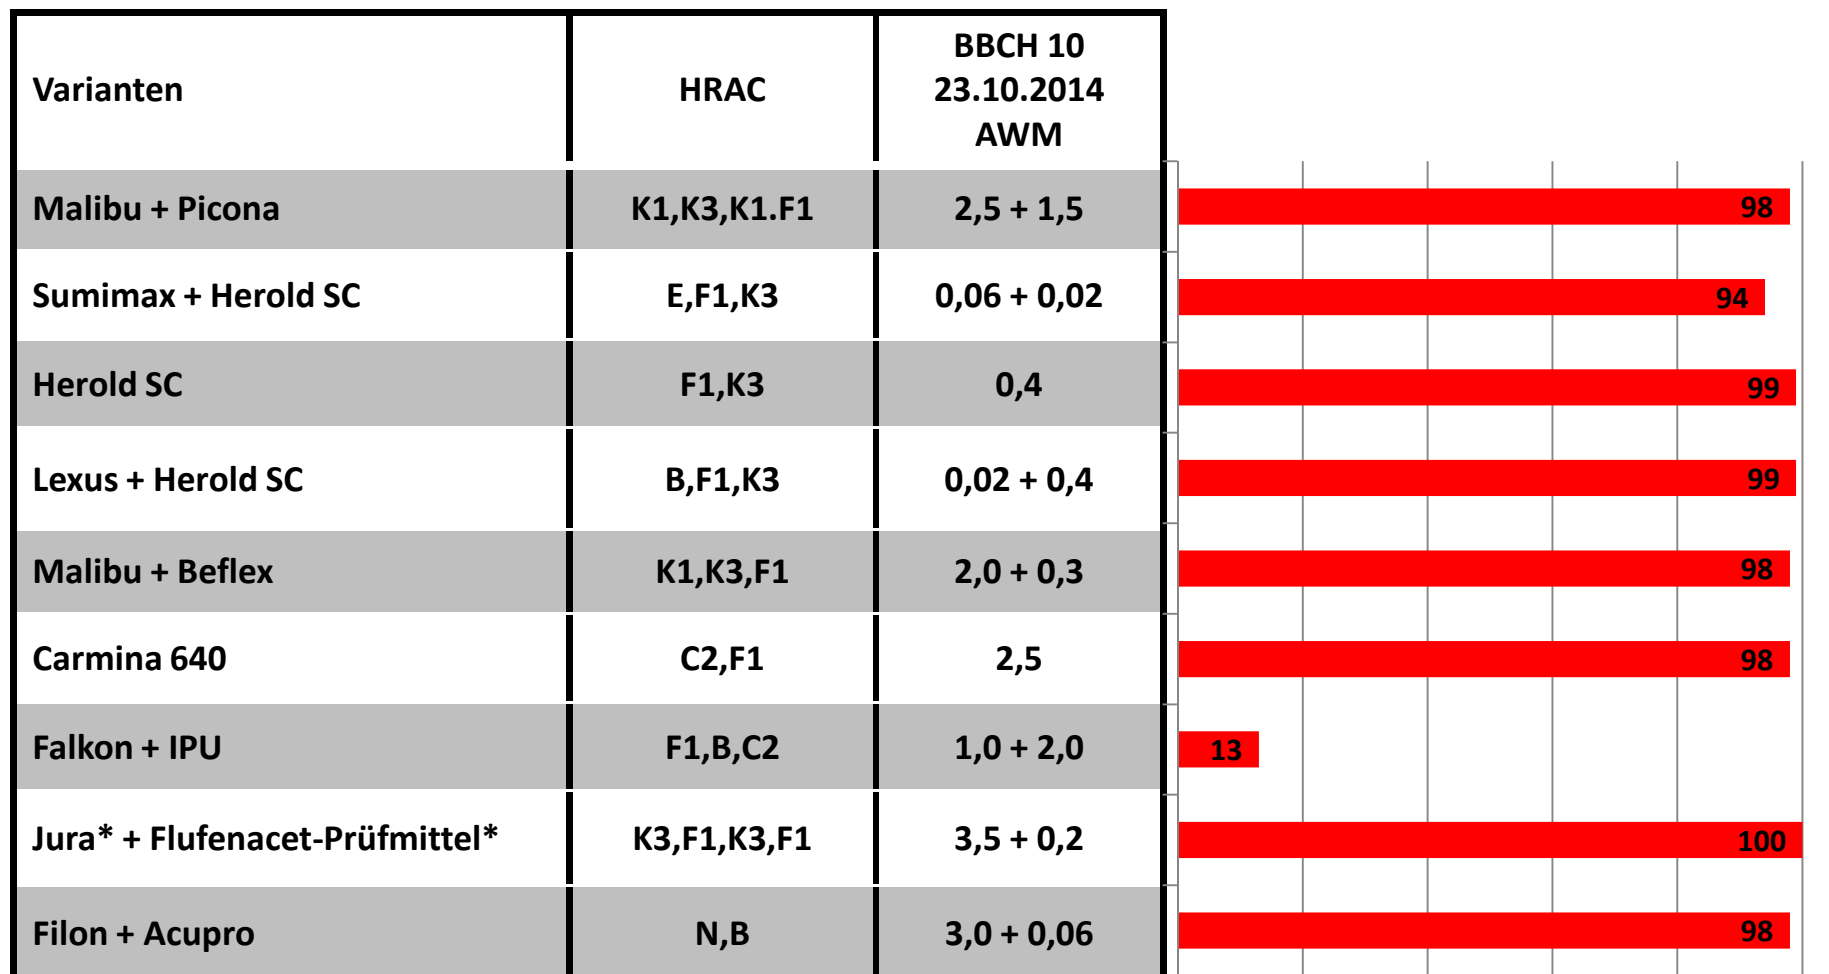 Varianten HRAC BBCH 10
23.10.2014
AWM
Malibu + Picona K1,K3,K1.F1 2,5 + 1,5 98
Sumimax + Herold SC E,F1,K3 0,06 + 0,02 94
Herold SC F1,K3 0,4 99
Lexus + Herold SC B,F1,K3 0,02 + 0,4 99
Malibu + Beflex K1,K3,F1 2,0 + 0,3 98
Carmina 640 C2,F1 2,5 98
Falkon + IPU F1,B,C2 1,0 + 2,0 13
Jura* + Flufenacet-Prüfmittel* K3,F1,K3,F1 3,5 + 0,2 100
Filon + Acupro N,B 3,0 + 0,06 98